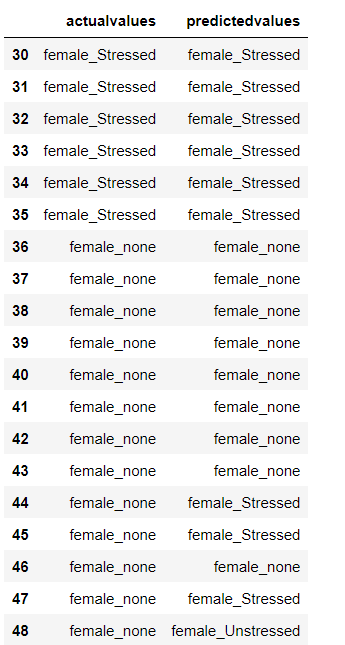 actualvalues predictedvalues
30 female_Stressed female_Stressed
31 female_Stressed female_Stressed
32 female_Stressed female_Stressed
33 female_Stressed female_Stressed
34 female_Stressed female_Stressed
35 female_Stressed female_Stressed
36 female_none female_none
37 female_none female_none
38 female_none female_none
39 female_none female_none
40 female_none female_none
41 female_none female_none
42 female_none female_none
43 female_none female_none
44 female_none female_Stressed
45 female_none female_Stressed
46 female_none female_none
47 female_none female_Stressed
48 female_none female_Unstressed